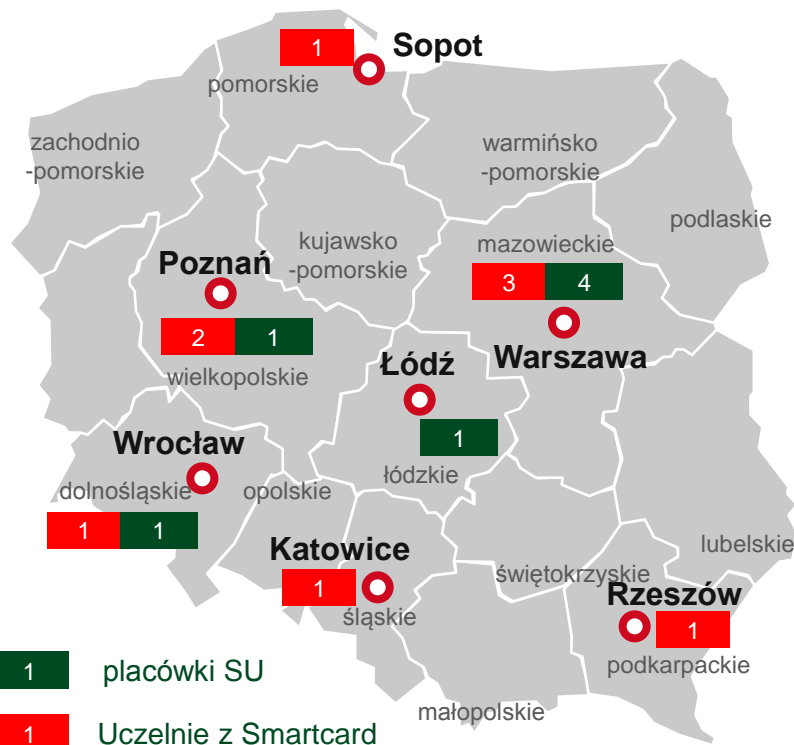 1
Sopot
pomorskie
zachodnio
-pomorskie
warmińsko
-pomorskie
podlaskie
kujawsko
-pomorskie
mazowieckie
3 4
Poznań
2 1
wielkopolskie
Warszawa
Łódź
1
łódzkie
Wrocław
dolnośląskie
1 1
opolskie
Katowice
1
śląskie
świętokrzyskie
lubelskie
Rzeszów
1
podkarpackie
małopolskie
1 placówki SU
1 Uczelnie z Smartcard